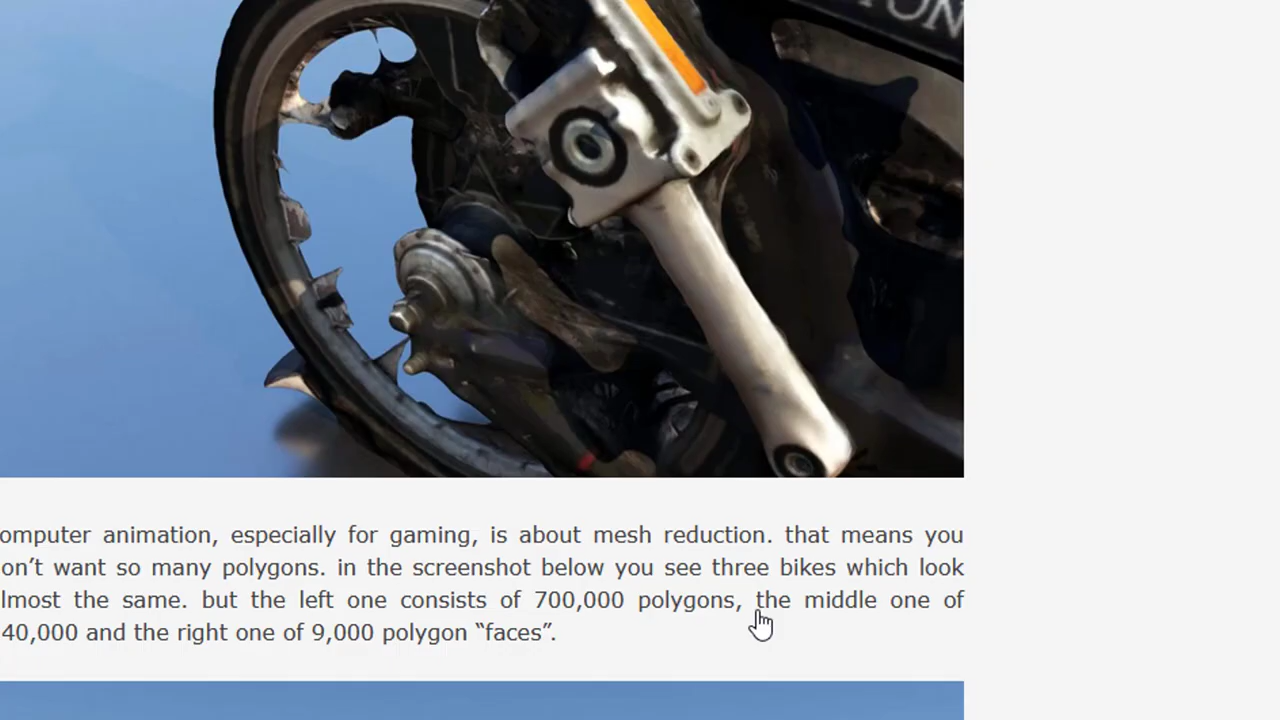 TON
omputer animation, especially for gaming, is about mesh reduction. that means you
on't want so many polygons. in the screenshot below you see three bikes which look
lmost the same. but the left one consists of 700,000 polygons, the middle one of
40,000 and the right one of 9,000 polygon “faces”.